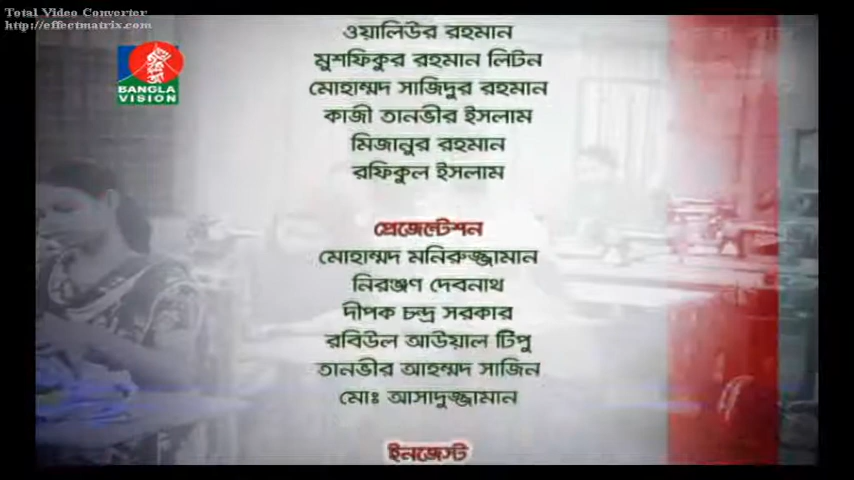 Total Video Converter
http://effectmatrix.com
BANGLA
VISION
ওয়ালিউর রহমান
মুশফিকুর রহমান লিটন
মোহাম্মদ সাজিদুর রহমান
কাজী তানভীর ইসলাম
মিজানুর রহমান
রফিকুল ইসলাম
প্রেজেন্টেশন
মোহাম্মদ মনিরুজ্জামান
নিরঞ্জণ দেবনাথ
দীপক চন্দ্র সরকার
রবিউল আউয়াল টিপু
তানভীর আহম্মদ সাজিন
মোঃ আসাদুজ্জামান
ইনজেস্ট